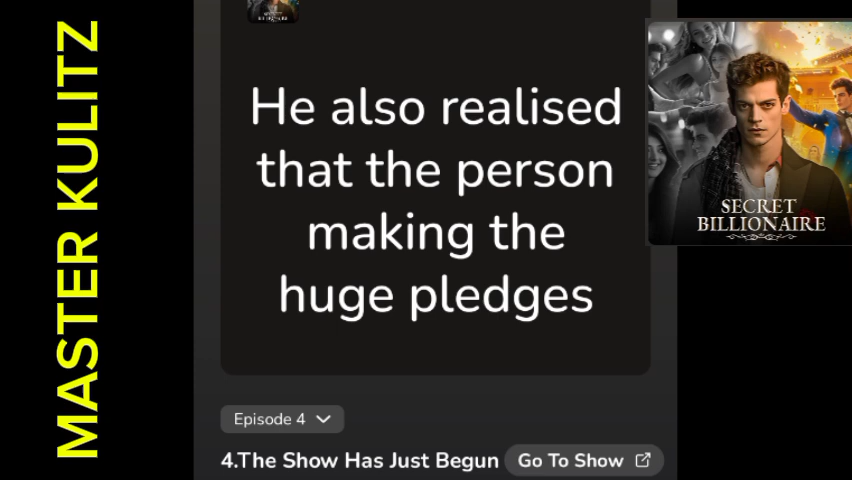 MASTER KULITZ
He also realised
that the person
making the
huge pledges
SECRET
BILLIONAIRE
Episode 4
4.The Show Has Just Begun
Go To Show